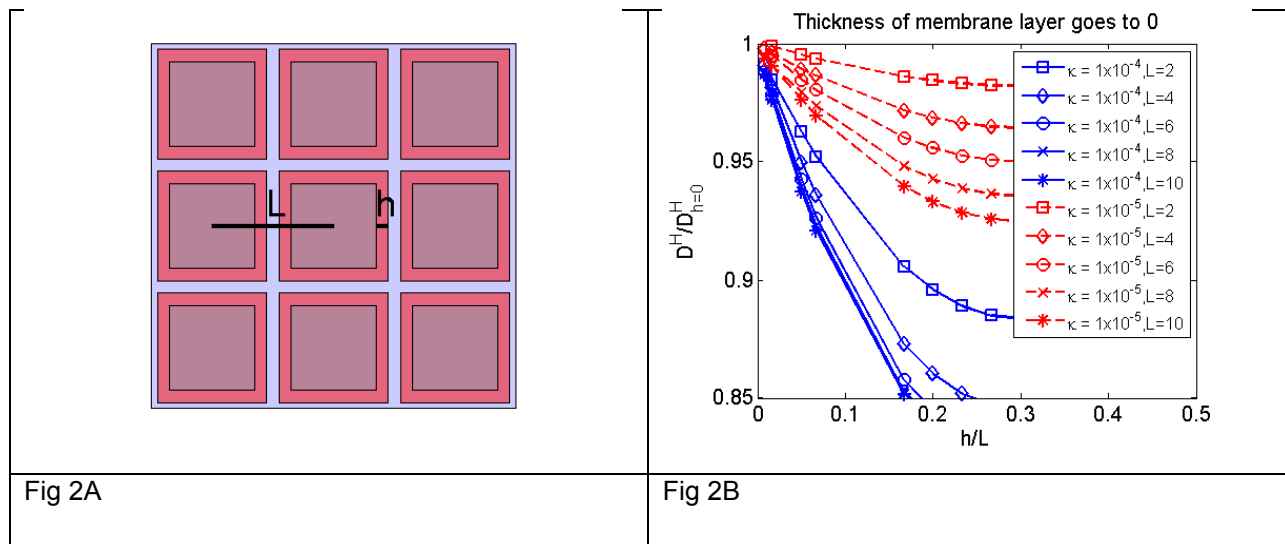 L
h
Thickness of membrane layer goes to 0
1
0.95
0.9
0.85
D^H/D^H_{h=0}
0
0.1
0.2
0.3
0.4
0.5
h/L
κ = 1x10^{-4},L=2
κ = 1x10^{-4},L=4
κ = 1x10^{-4},L=6
κ = 1x10^{-4},L=8
κ = 1x10^{-4},L=10
κ = 1x10^{-5},L=2
κ = 1x10^{-5},L=4
κ = 1x10^{-5},L=6
κ = 1x10^{-5},L=8
κ = 1x10^{-5},L=10
Fig 2A
Fig 2B